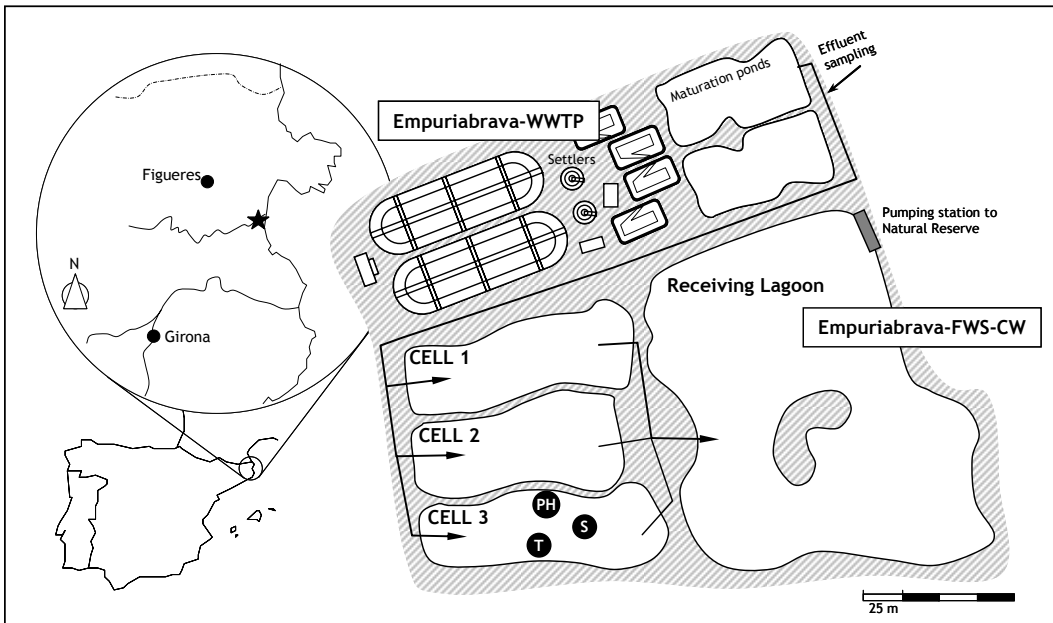 Effluent
sampling
Maturation ponds
Empuriabrava-WWTP
Settlers
Figueres
Pumping station to
Natural Reserve
N
Receiving Lagoon
Empuriabrava-FWS-CW
Girona
CELL 1
CELL 2
CELL 3
PH
S
T
25 m